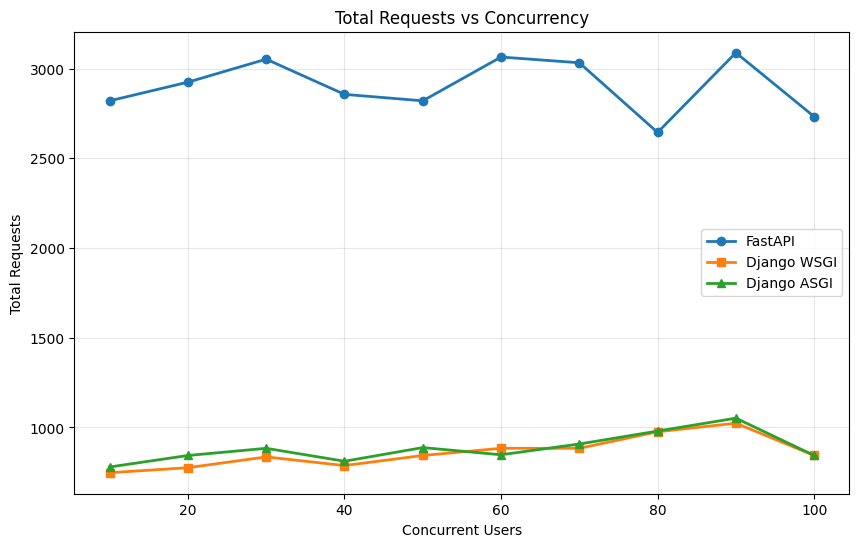 Total Requests vs Concurrency
Total Requests
3000
2500
2000
1500
1000
FastAPI
Django WSGI
Django ASGI
20
40
60
80
100
Concurrent Users